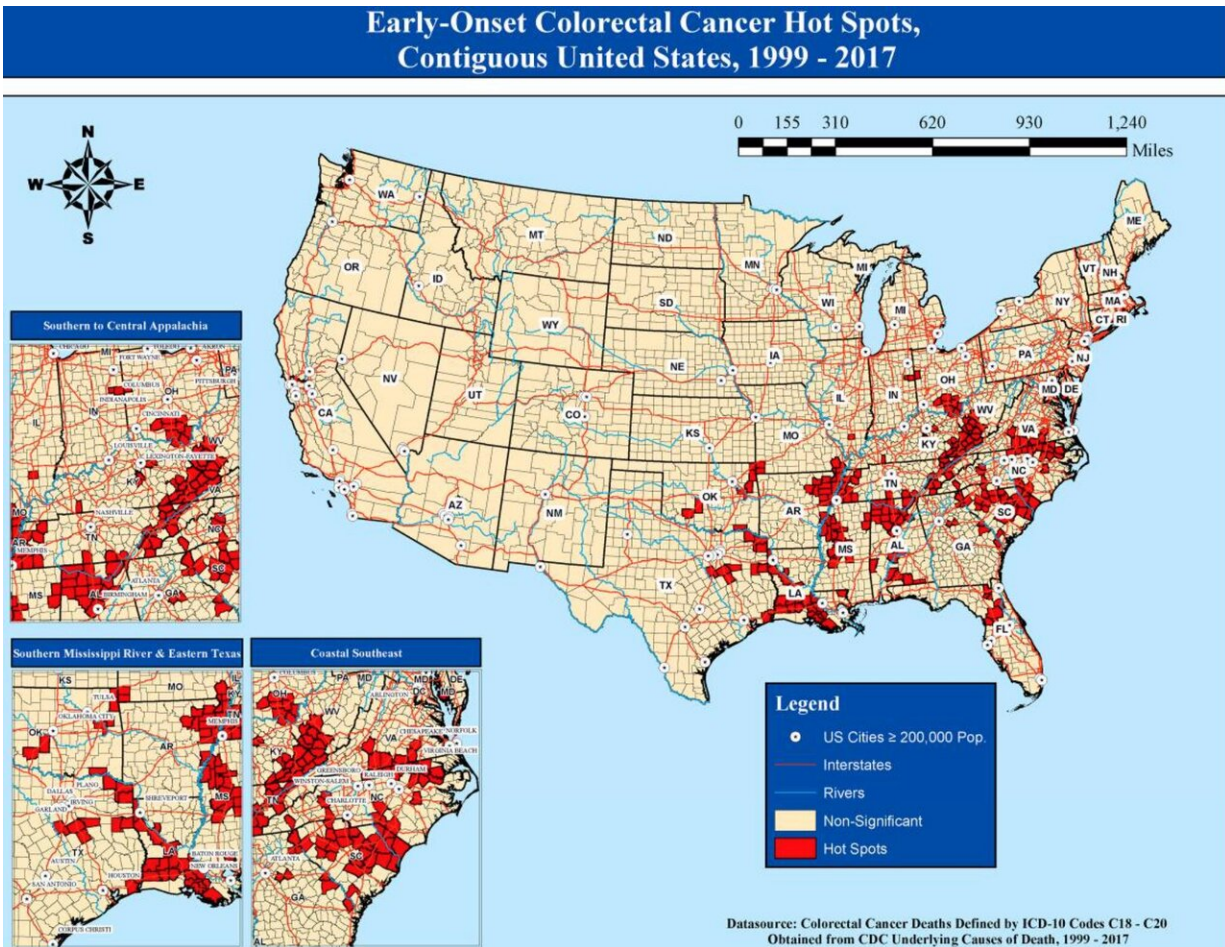 Early-Onset Colorectal Cancer Hot Spots,
Contiguous United States, 1999 - 2017
N
W E
S
0 155 310 620 930 1,240
Miles
WA
MT
ND
MN
OR
ID
SD
WI
MI
MI
NY
VT
NH
ME
MA
CT RI
WY
NE
IA
PA
NJ
NV
UT
CO
CA
KS
MO
IL
IN
OH
WV
MD DE
VA
KY
AZ
NM
OK
AR
TN
NC
SC
MS
AL
GA
TX
LA
FL
Southern to Central Appalachia
CHICAGO
MI
TOLEDO
AKRON
FORT WAYNE
PA
PITTSBURGH
COLUMBUS
OH
INDIANAPOLIS
IN
IL
CINCINNATI
LOUISVILLE
WV
LEXINGTON-FAYETTE
KY
VA
MO
NASHVILLE
TN
NC
AR
MEMPHIS
ATLANTA
SC
MS
AL
BIRMINGHAM
GA
Southern Mississippi River & Eastern Texas
KS
MO
IL
TULSA
KY
OKLAHOMA CITY
TN
OK
AR
MEMPHIS
PLANO
DALLAS
IRVING
GARLAND
SHREVEPORT
MS
TX
LA
AUSTIN
BATON ROUGE
NEW ORLEANS
HOUSTON
SAN ANTONIO
CORPUS CHRISTI
Coastal Southeast
COLUMBUS
PA
MD
MD
DE
DC
MD
OH
ARLINGTON
WV
VA
CHESAPEAKE
NORFOLK
VIRGINIA BEACH
KY
GREENSBORO
DURHAM
WINSTON-SALEM
RALEIGH
TN
NC
CHARLOTTE
ATLANTA
SC
GA
AL
Legend
US Cities ≥ 200,000 Pop.
Interstates
Rivers
Non-Significant
Hot Spots
Datasource: Colorectal Cancer Deaths Defined by ICD-10 Codes C18 - C20
Obtained from CDC Underlying Causes of Death, 1999 - 2017